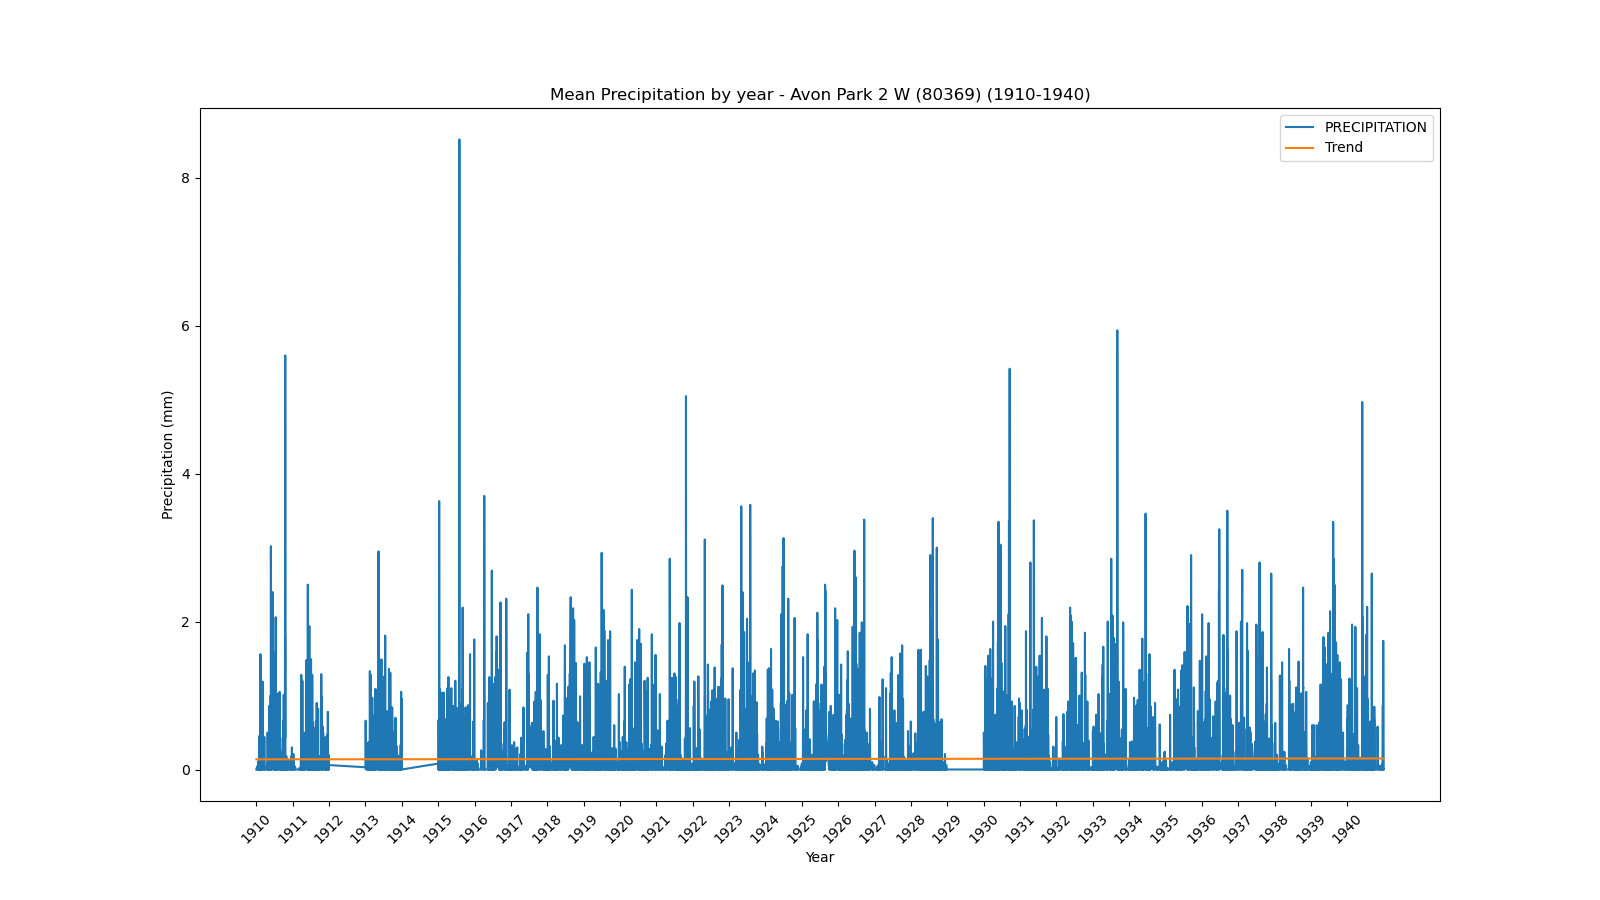 Mean Precipitation by year - Avon Park 2 W (80369) (1910-1940)
PRECIPITATION
Trend
8
6
4
2
0
Precipitation (mm)
1910 1911 1912 1913 1914 1915 1916 1917 1918 1919 1920 1921 1922 1923 1924 1925 1926 1927 1928 1929 1930 1931 1932 1933 1934 1935 1936 1937 1938 1939 1940
Year